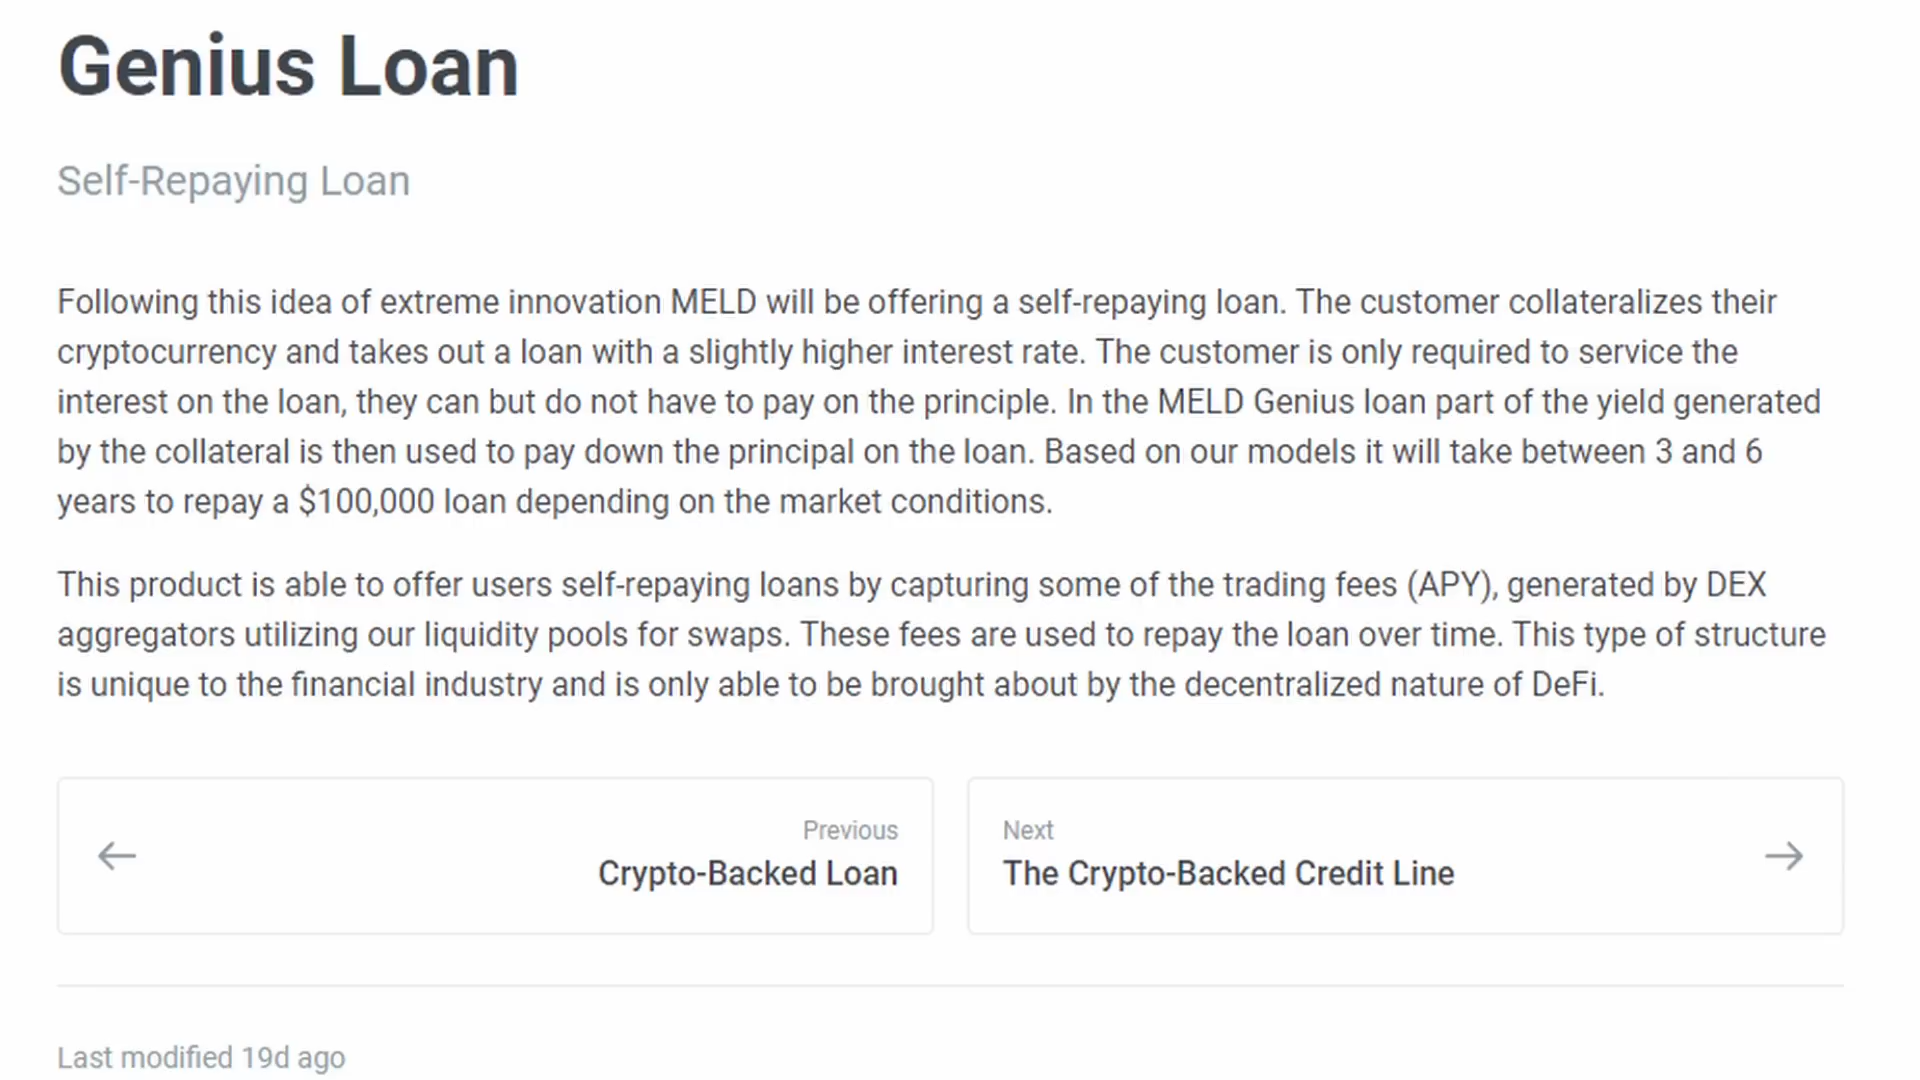 Genius Loan
Self-Repaying Loan
Following this idea of extreme innovation MELD will be offering a self-repaying loan. The customer collateralizes their
cryptocurrency and takes out a loan with a slightly higher interest rate. The customer is only required to service the
interest on the loan, they can but do not have to pay on the principle. In the MELD Genius loan part of the yield generated
by the collateral is then used to pay down the principal on the loan. Based on our models it will take between 3 and 6
years to repay a $100,000 loan depending on the market conditions.
This product is able to offer users self-repaying loans by capturing some of the trading fees (APY), generated by DEX
aggregators utilizing our liquidity pools for swaps. These fees are used to repay the loan over time. This type of structure
is unique to the financial industry and is only able to be brought about by the decentralized nature of DeFi.
Previous
Crypto-Backed Loan
Next
The Crypto-Backed Credit Line
Last modified 19d ago